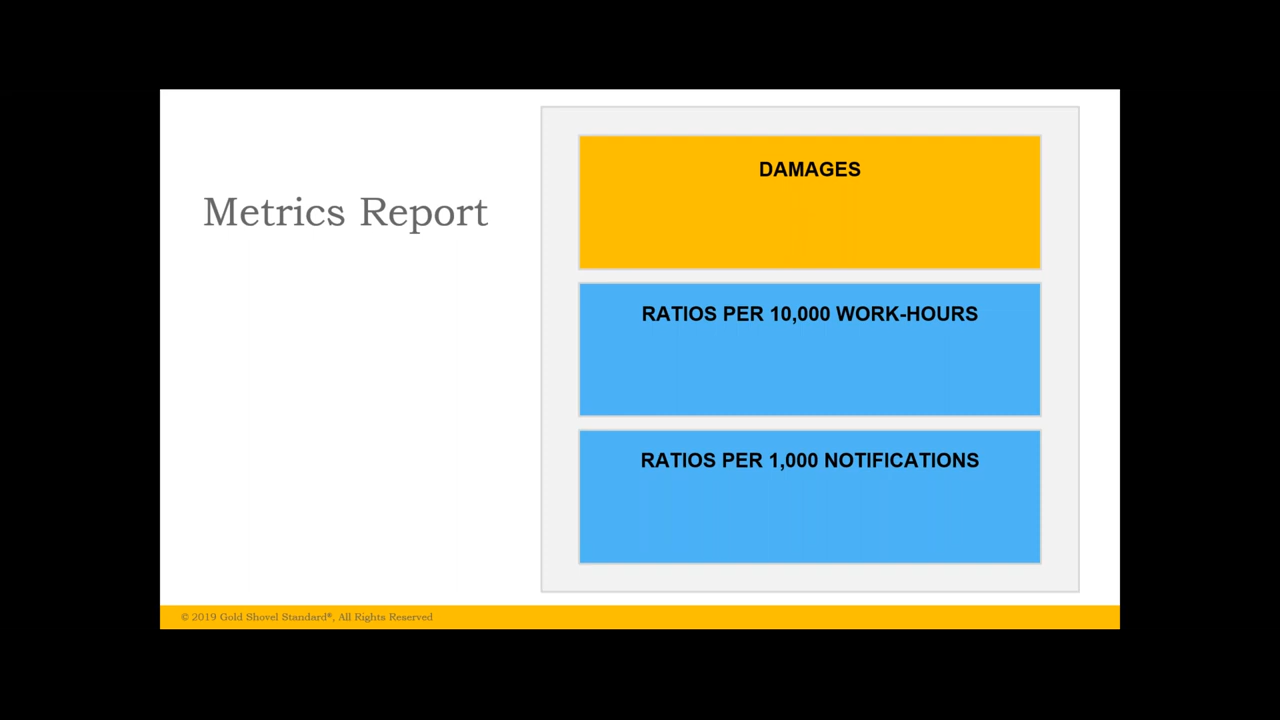 Metrics Report
DAMAGES
RATIOS PER 10,000 WORK-HOURS
RATIOS PER 1,000 NOTIFICATIONS
© 2019 Gold Shovel Standard®, All Rights Reserved